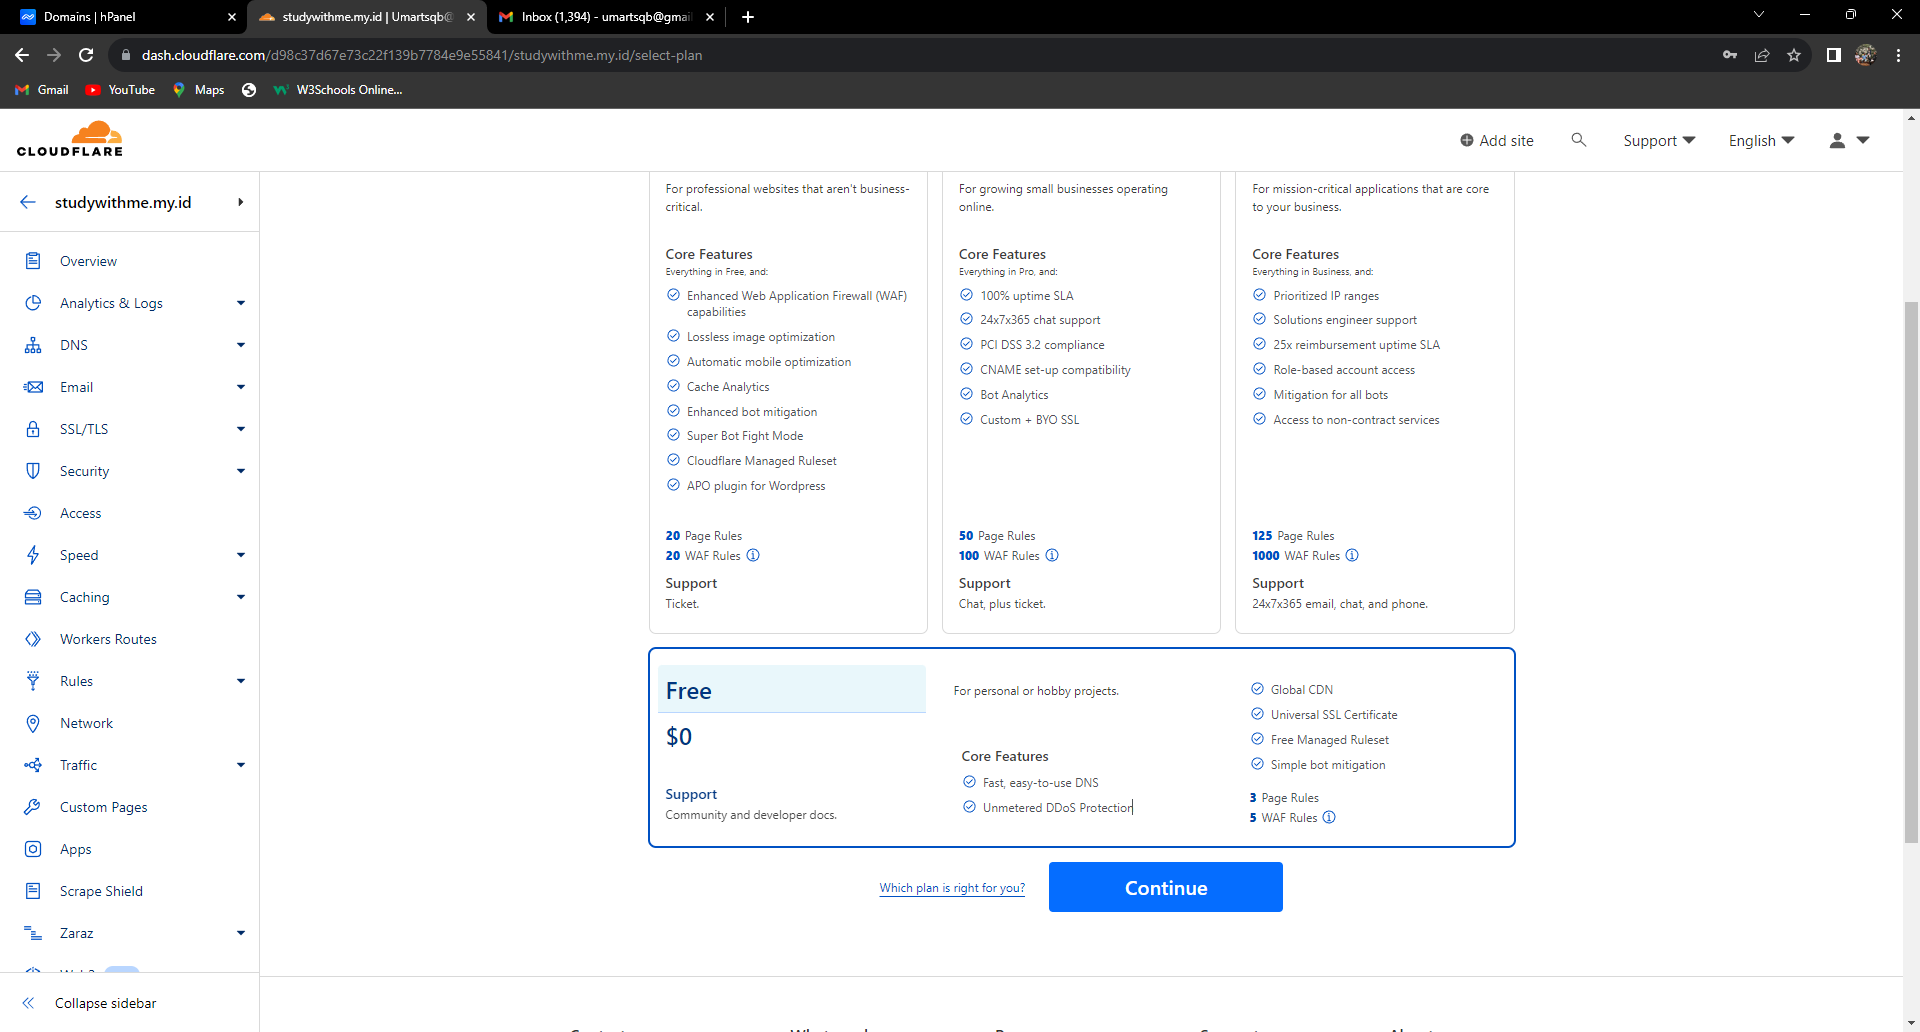 Domains | hPanel
studywithme.my.id | Umartsqb@
Inbox (1,394) - umartsqb@gmai
dash.cloudflare.com/d98c37d67e73c22f139b7784e9e55841/studywithme.my.id/select-plan
Gmail
YouTube
Maps
W3Schools Online...
CLOUDFLARE
Add site
Support
English
studywithme.my.id
Overview
Analytics & Logs
DNS
Email
SSL/TLS
Security
Access
Speed
Caching
Workers Routes
Rules
Network
Traffic
Custom Pages
Apps
Scrape Shield
Zaraz
Collapse sidebar
For professional websites that aren't business-
critical.
Core Features
Everything in Free, and:
Enhanced Web Application Firewall (WAF)
capabilities
Lossless image optimization
Automatic mobile optimization
Cache Analytics
Enhanced bot mitigation
Super Bot Fight Mode
Cloudflare Managed Ruleset
APO plugin for Wordpress
20 Page Rules
20 WAF Rules
Support
Ticket.
For growing small businesses operating
online.
Core Features
Everything in Pro, and:
100% uptime SLA
24x7x365 chat support
PCI DSS 3.2 compliance
CNAME set-up compatibility
Bot Analytics
Custom + BYO SSL
50 Page Rules
100 WAF Rules
Support
Chat, plus ticket.
For mission-critical applications that are core
to your business.
Core Features
Everything in Business, and:
Prioritized IP ranges
Solutions engineer support
25x reimbursement uptime SLA
Role-based account access
Mitigation for all bots
Access to non-contract services
125 Page Rules
1000 WAF Rules
Support
24x7x365 email, chat, and phone.
Free
$0
Support
Community and developer docs.
For personal or hobby projects.
Core Features
Fast, easy-to-use DNS
Unmetered DDoS Protection
Global CDN
Universal SSL Certificate
Free Managed Ruleset
Simple bot mitigation
3 Page Rules
5 WAF Rules
Which plan is right for you?
Continue